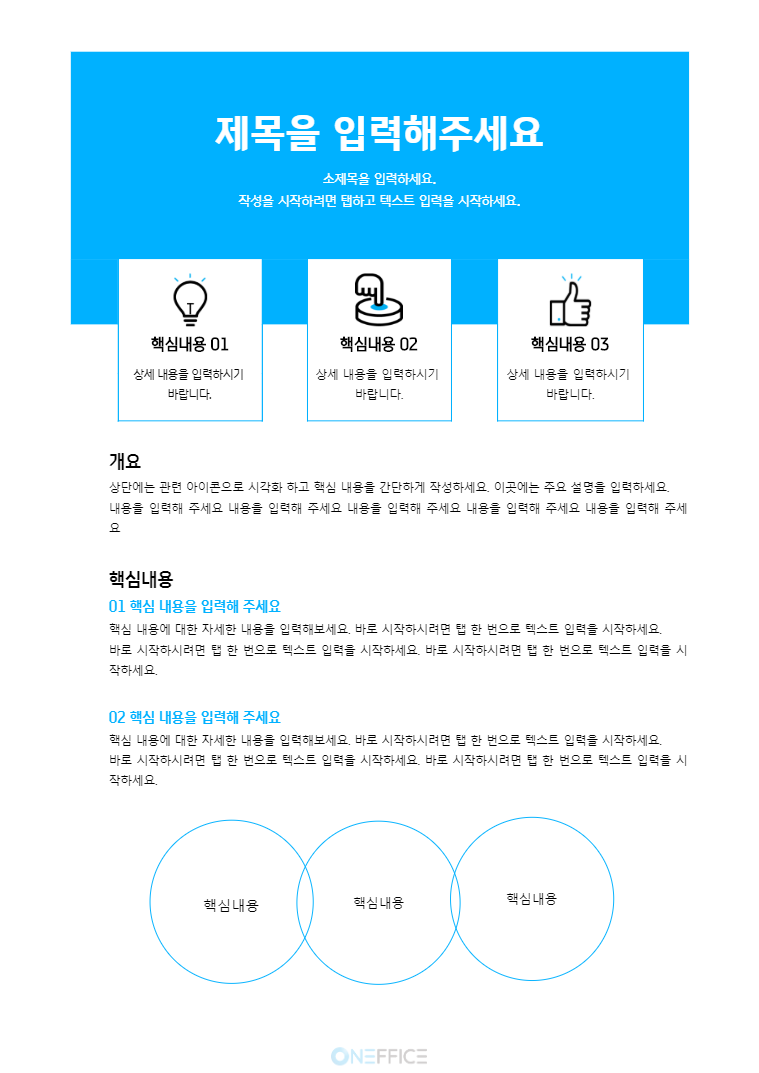 제목을 입력해주세요
소제목을 입력하세요.
작성을 시작하려면 탭하고 텍스트 입력을 시작하세요.
핵심내용 01
상세 내용을 입력하시기
바랍니다.
핵심내용 02
상세 내용을 입력하시기
바랍니다.
핵심내용 03
상세 내용을 입력하시기
바랍니다.
개요
상단에는 관련 아이콘으로 시각화 하고 핵심 내용을 간단하게 작성하세요. 이곳에는 주요 설명을 입력하세요.
내용을 입력해 주세요 내용을 입력해 주세요 내용을 입력해 주세요 내용을 입력해 주세요 내용을 입력해 주세
요
핵심내용
01 핵심 내용을 입력해 주세요
핵심 내용에 대한 자세한 내용을 입력해보세요. 바로 시작하시려면 탭 한 번으로 텍스트 입력을 시작하세요.
바로 시작하시려면 탭 한 번으로 텍스트 입력을 시작하세요. 바로 시작하시려면 탭 한 번으로 텍스트 입력을 시
작하세요.
02 핵심 내용을 입력해 주세요
핵심 내용에 대한 자세한 내용을 입력해보세요. 바로 시작하시려면 탭 한 번으로 텍스트 입력을 시작하세요.
바로 시작하시려면 탭 한 번으로 텍스트 입력을 시작하세요. 바로 시작하시려면 탭 한 번으로 텍스트 입력을 시
작하세요.
핵심내용
핵심내용
핵심내용
ONEFFICE